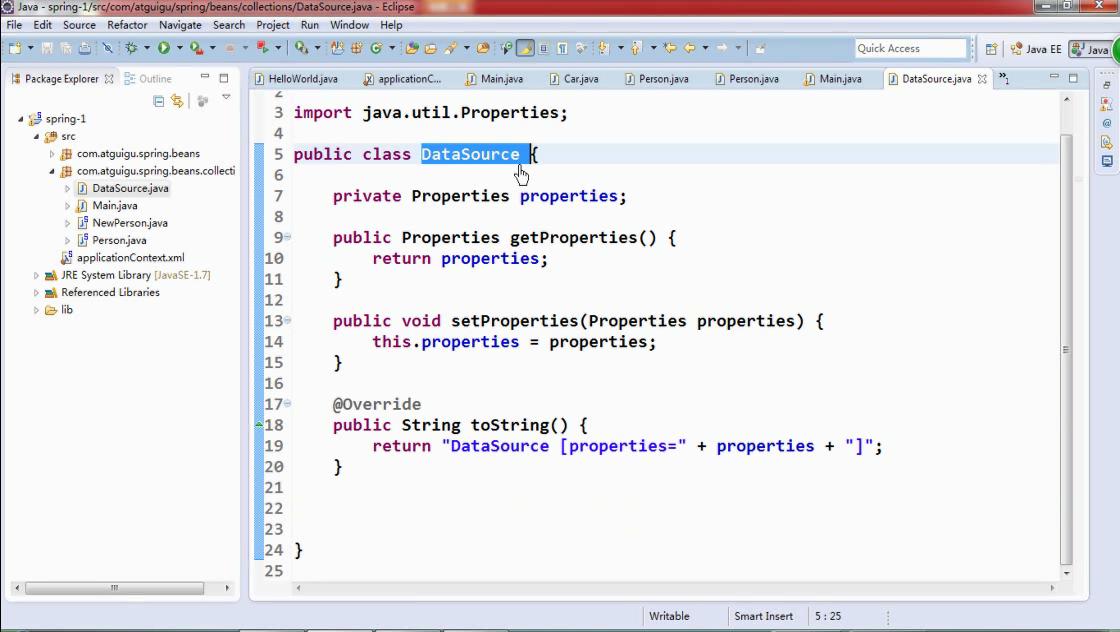 Java - spring-1/src/com/atguigu/spring/beans/collections/DataSource.java - Eclipse
File Edit Source Refactor Navigate Search Project Run Window Help
Quick Access
Java EE
Java
Package Explorer
Outline
HelloWorld.java
applicationC...
Main.java
Car.java
Person.java
Person.java
Main.java
DataSource.java
»1
spring-1
src
com.atguigu.spring.beans
com.atguigu.spring.beans.collecti
DataSource.java
Main.java
NewPerson.java
Person.java
applicationContext.xml
JRE System Library [JavaSE-1.7]
Referenced Libraries
lib
2
3 import java.util.Properties;
4
5 public class DataSource {
6
7 private Properties properties;
8
9 public Properties getProperties() {
10 return properties;
11 }
12
13 public void setProperties(Properties properties) {
14 this.properties = properties;
15 }
16
17 @Override
18 public String toString() {
19 return "DataSource [properties=" + properties + "]";
20 }
21
22
23
24 }
25
Writable
Smart Insert
5 : 25